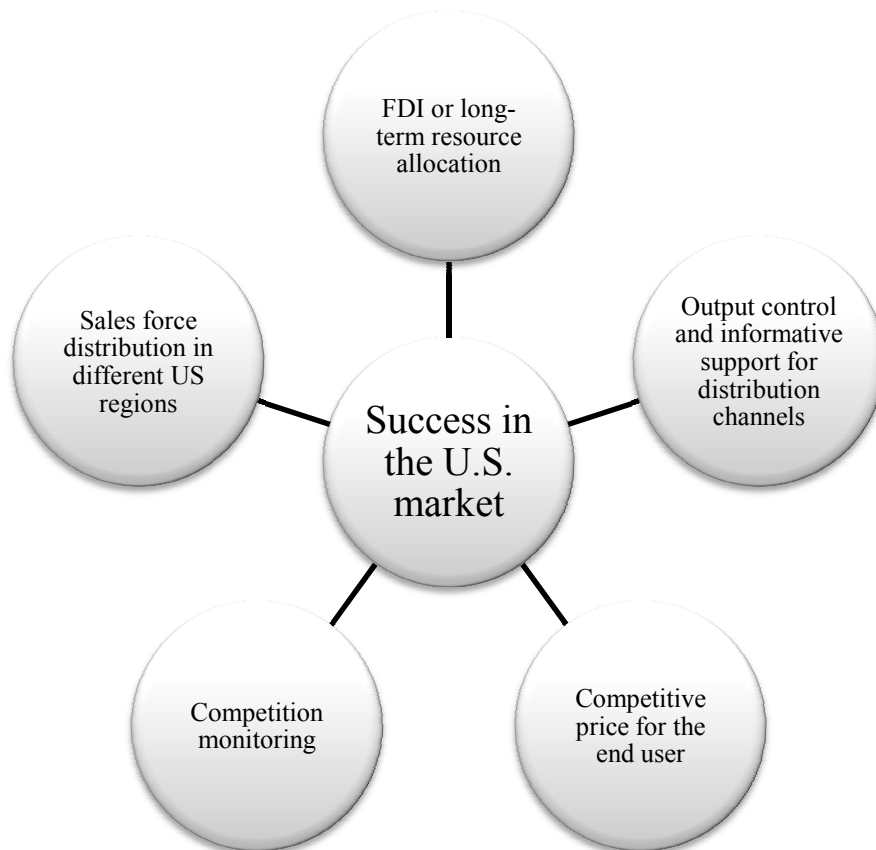 FDI or long-
term resource
allocation
Sales force
distribution in
different US
regions
Output control
and informative
support for
distribution
channels
Success in
the U.S.
market
Competition
monitoring
Competitive
price for the
end user